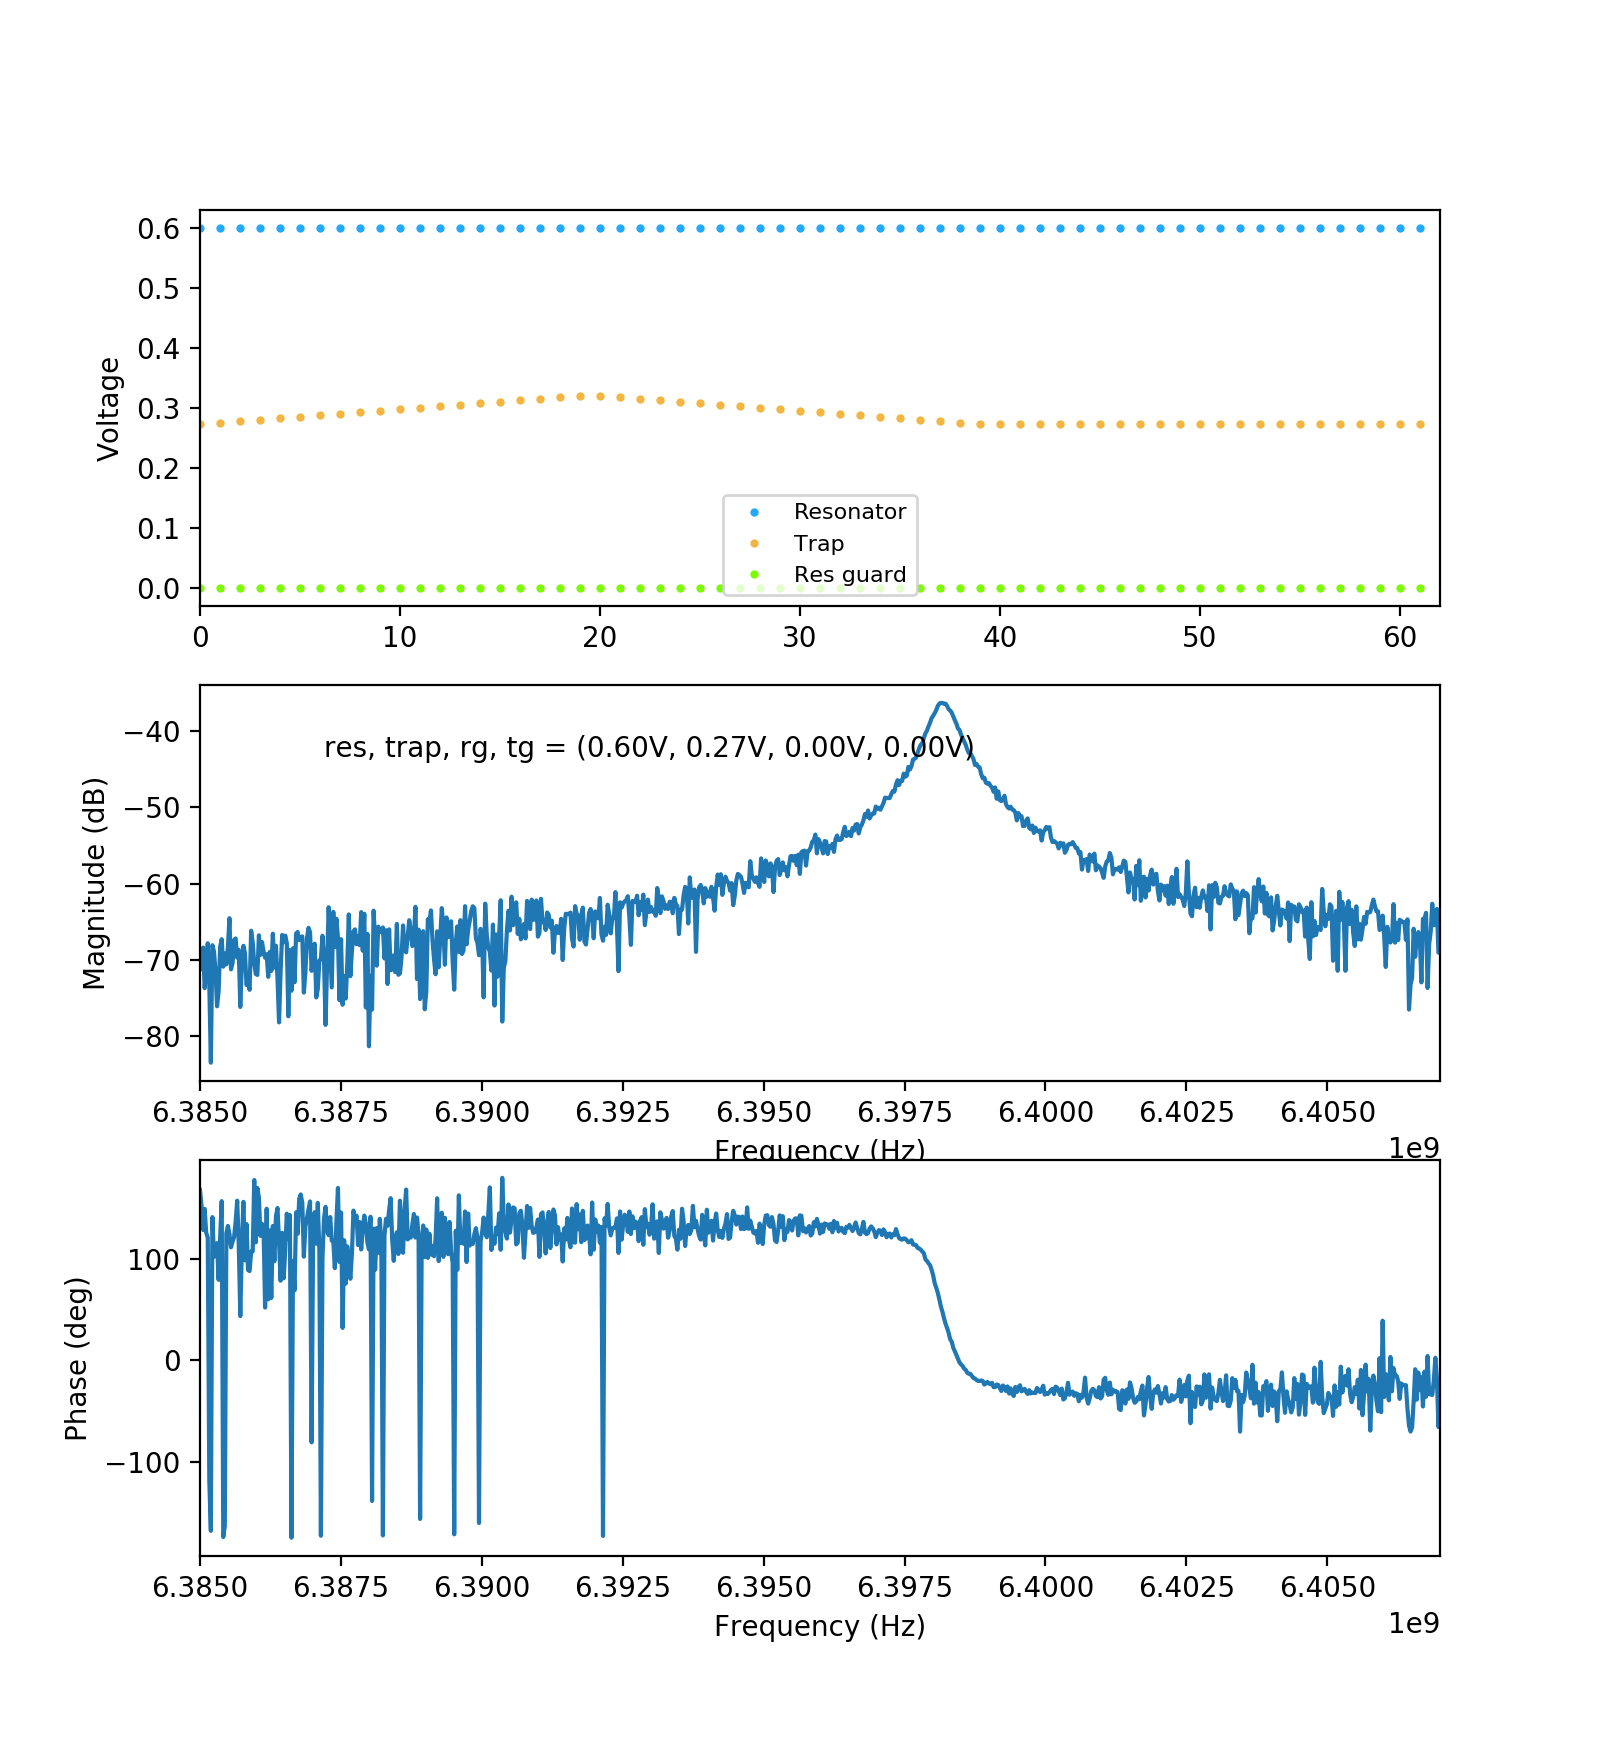 0.6
0.5
0.4
0.3
0.2
0.1
0.0
Voltage
Resonator
Trap
Res guard
0 10 20 30 40 50 60
−40
−50
−60
−70
−80
Magnitude (dB)
res, trap, rg, tg = (0.60V, 0.27V, 0.00V, 0.00V)
6.3850 6.3875 6.3900 6.3925 6.3950 6.3975 6.4000 6.4025 6.4050
Frequency (Hz)
1e9
100
0
−100
Phase (deg)
6.3850 6.3875 6.3900 6.3925 6.3950 6.3975 6.4000 6.4025 6.4050
Frequency (Hz)
1e9